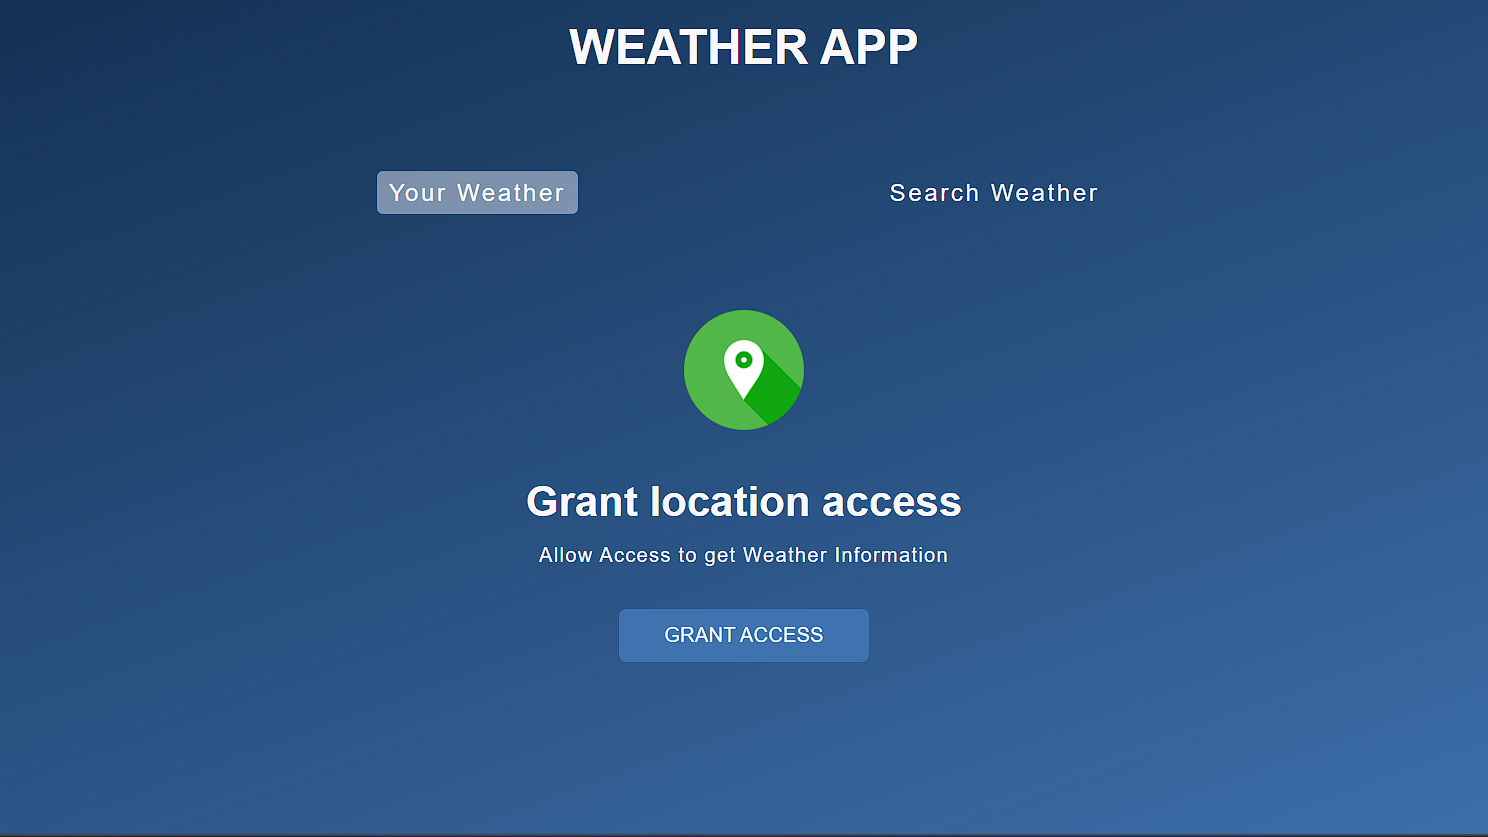 WEATHER APP
Your Weather
Search Weather
Grant location access
Allow Access to get Weather Information
GRANT ACCESS